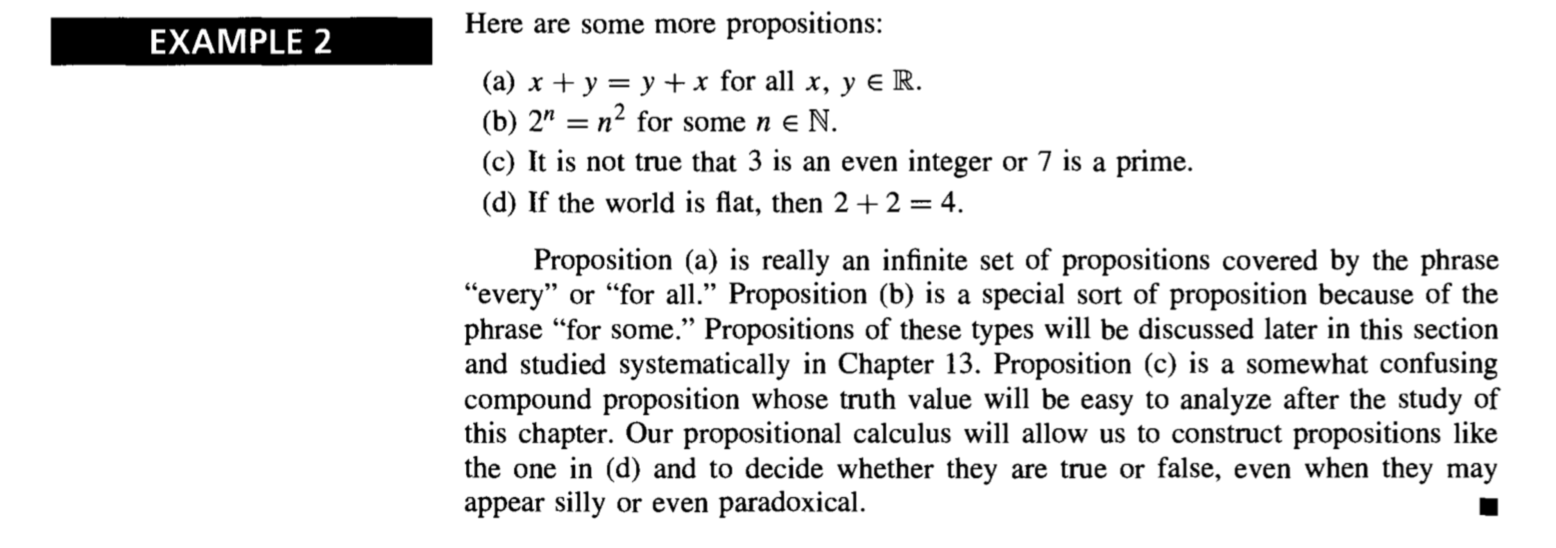 EXAMPLE 2
Here are some more propositions:
(a) x + y = y + x for all x, y ∈ ℝ.
(b) 2ⁿ = n² for some n ∈ ℕ.
(c) It is not true that 3 is an even integer or 7 is a prime.
(d) If the world is flat, then 2 + 2 = 4.
Proposition (a) is really an infinite set of propositions covered by the phrase
“every” or “for all.” Proposition (b) is a special sort of proposition because of the
phrase “for some.” Propositions of these types will be discussed later in this section
and studied systematically in Chapter 13. Proposition (c) is a somewhat confusing
compound proposition whose truth value will be easy to analyze after the study of
this chapter. Our propositional calculus will allow us to construct propositions like
the one in (d) and to decide whether they are true or false, even when they may
appear silly or even paradoxical. ■